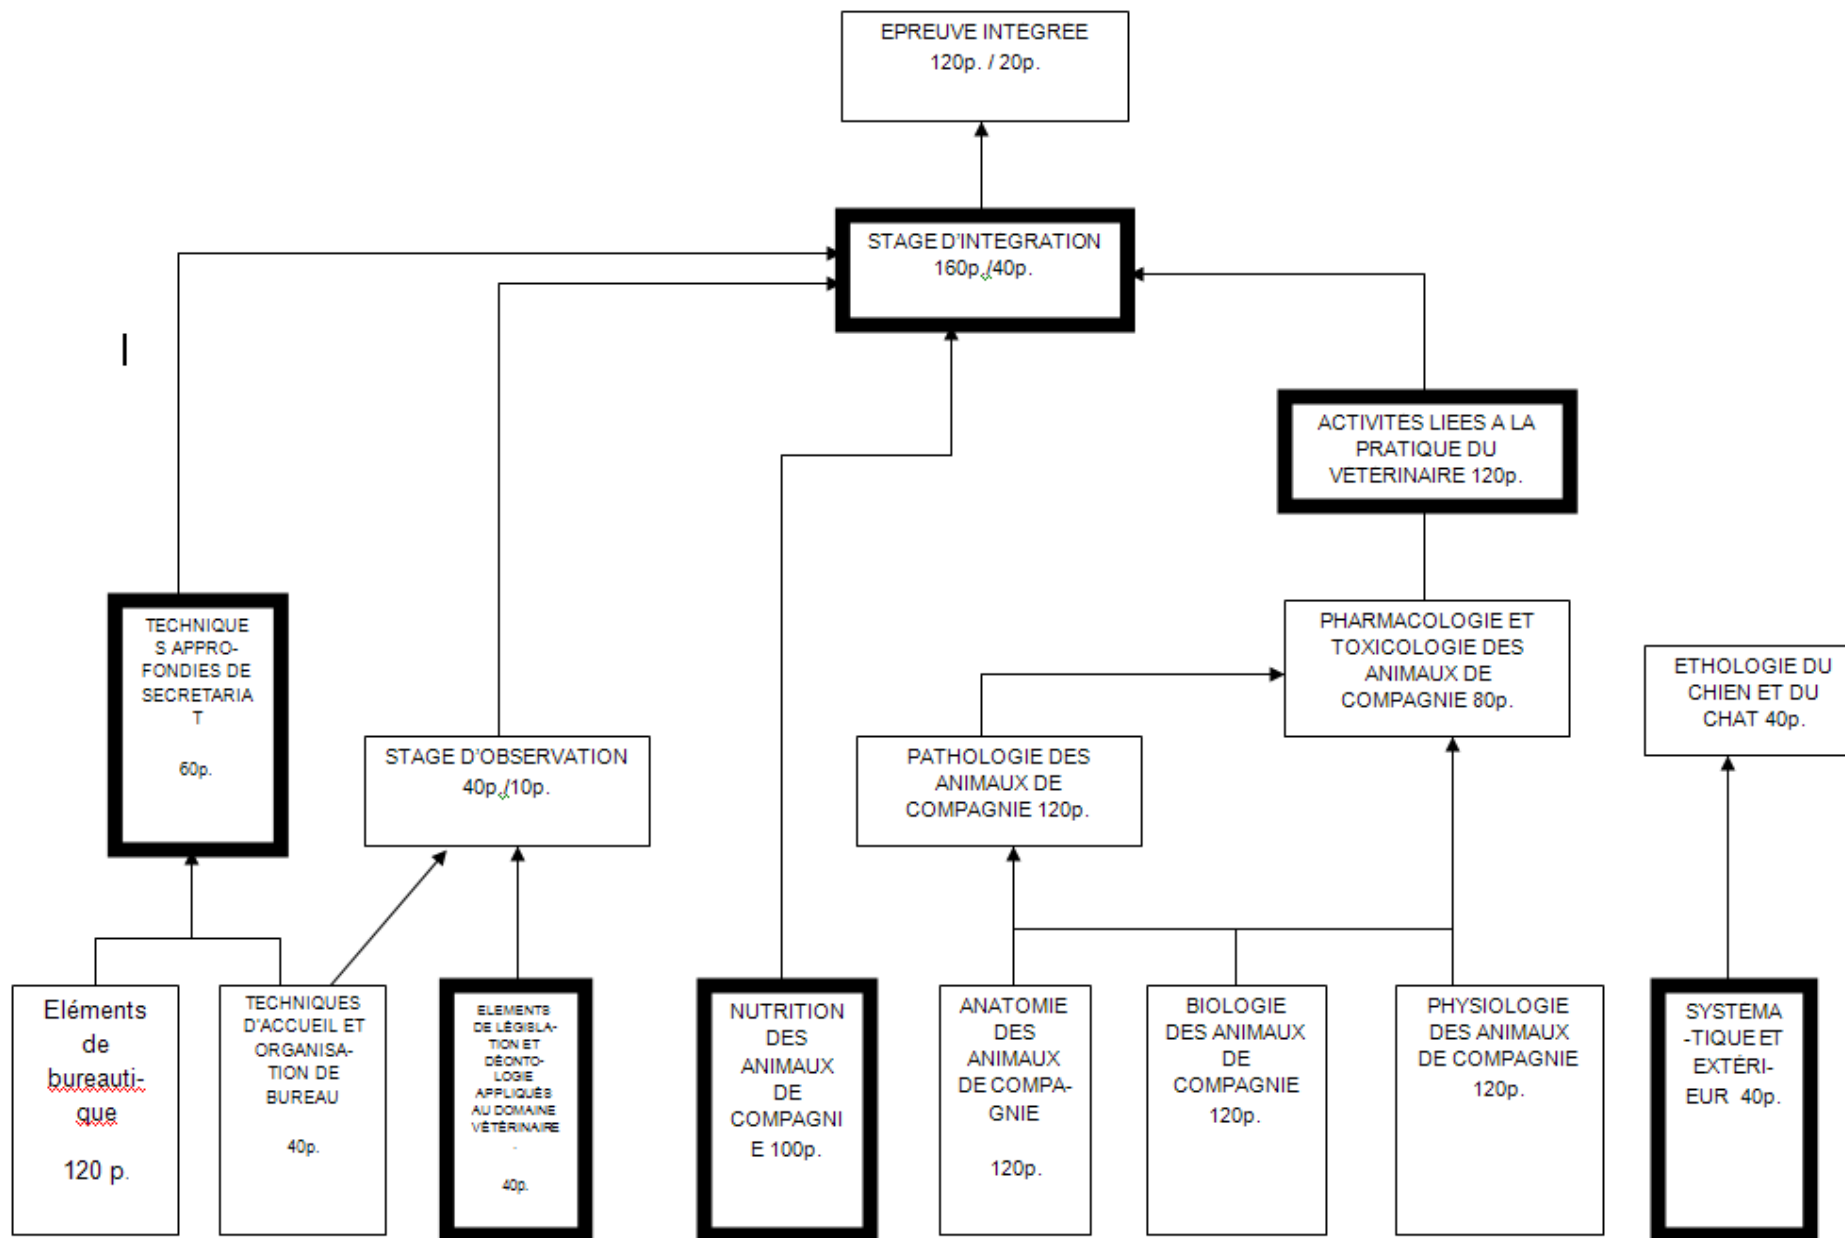 EPREUVE INTEGREE
120p. / 20p.
STAGE D'INTEGRATION
160p./40p.
ACTIVITES LIEES A LA
PRATIQUE DU
VETERINAIRE 120p.
TECHNIQUE
S APPRO-
FONDIES DE
SECRETARIA
T
60p.
PHARMACOLOGIE ET
TOXICOLOGIE DES
ANIMAUX DE
COMPAGNIE 80p.
ETHOLOGIE DU
CHIEN ET DU
CHAT 40p.
STAGE D'OBSERVATION
40p./10p.
PATHOLOGIE DES
ANIMAUX DE
COMPAGNIE 120p.
Eléments
de
bureauti-
que
120 p.
TECHNIQUES
D'ACCUEIL ET
ORGANISA-
TION DE
BUREAU
40p.
ELEMENTS
DE LÉGISLA-
TION ET
DÉONTO-
LOGIE
APPLIQUÉS
AU DOMAINE
VÉTÉRINAIRE
.
40p.
NUTRITION
DES
ANIMAUX
DE
COMPAGNI
E 100p.
ANATOMIE
DES
ANIMAUX
DE COMPA-
GNIE
120p.
BIOLOGIE
DES ANIMAUX
DE
COMPAGNIE
120p.
PHYSIOLOGIE
DES ANIMAUX
DE COMPAGNIE
120p.
SYSTEMA
-TIQUE ET
EXTÉRI-
EUR 40p.